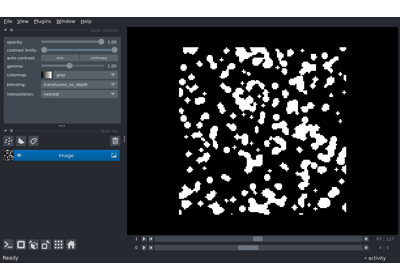 File View Plugins Window Help
opacity: 1.00
contrast limits:
auto-contrast: once continuous
gamma: 1.00
colormap: gray
blending: translucent_no_depth
interpolation: nearest
Image
1
0
Ready
activity